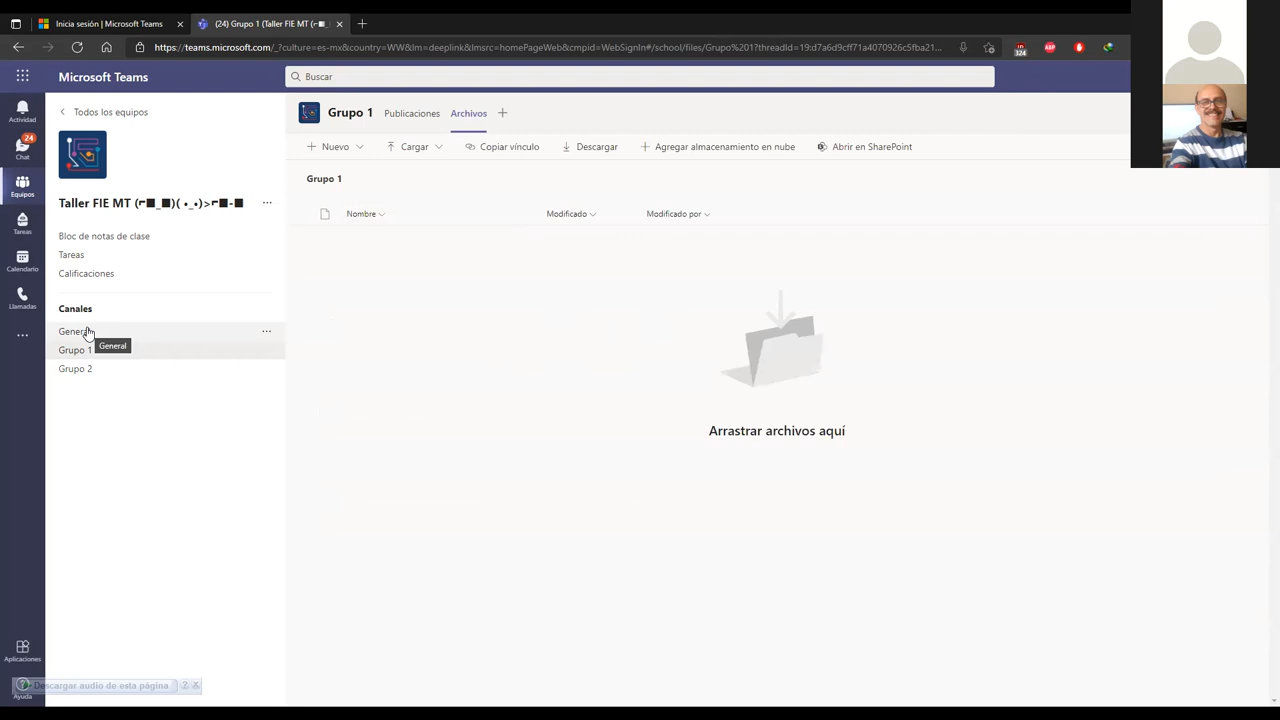 Inicia sesión | Microsoft Teams
(24) Grupo 1 (Taller FIE MT (⌐■_■
https://teams.microsoft.com/_?culture=es-mx&country=WW&lm=deeplink&lmsrc=homePageWeb&cmpid=WebSignIn#/school/files/Grupo%201?threadId=19:d7a6d9cff71a4070926c5fba21...
324
ABP
Microsoft Teams
Buscar
Actividad
24
Chat
Equipos
Tareas
Calendario
Llamadas
Aplicaciones
Ayuda
Todos los equipos
Taller FIE MT (⌐■_■)( •_•)>⌐■-■
Bloc de notas de clase
Tareas
Calificaciones
Canales
General
General
Grupo 1
Grupo 2
Grupo 1
Publicaciones
Archivos
Nuevo
Cargar
Copiar vínculo
Descargar
Agregar almacenamiento en nube
Abrir en SharePoint
Grupo 1
Nombre
Modificado
Modificado por
Arrastrar archivos aquí
Descargar audio de esta página